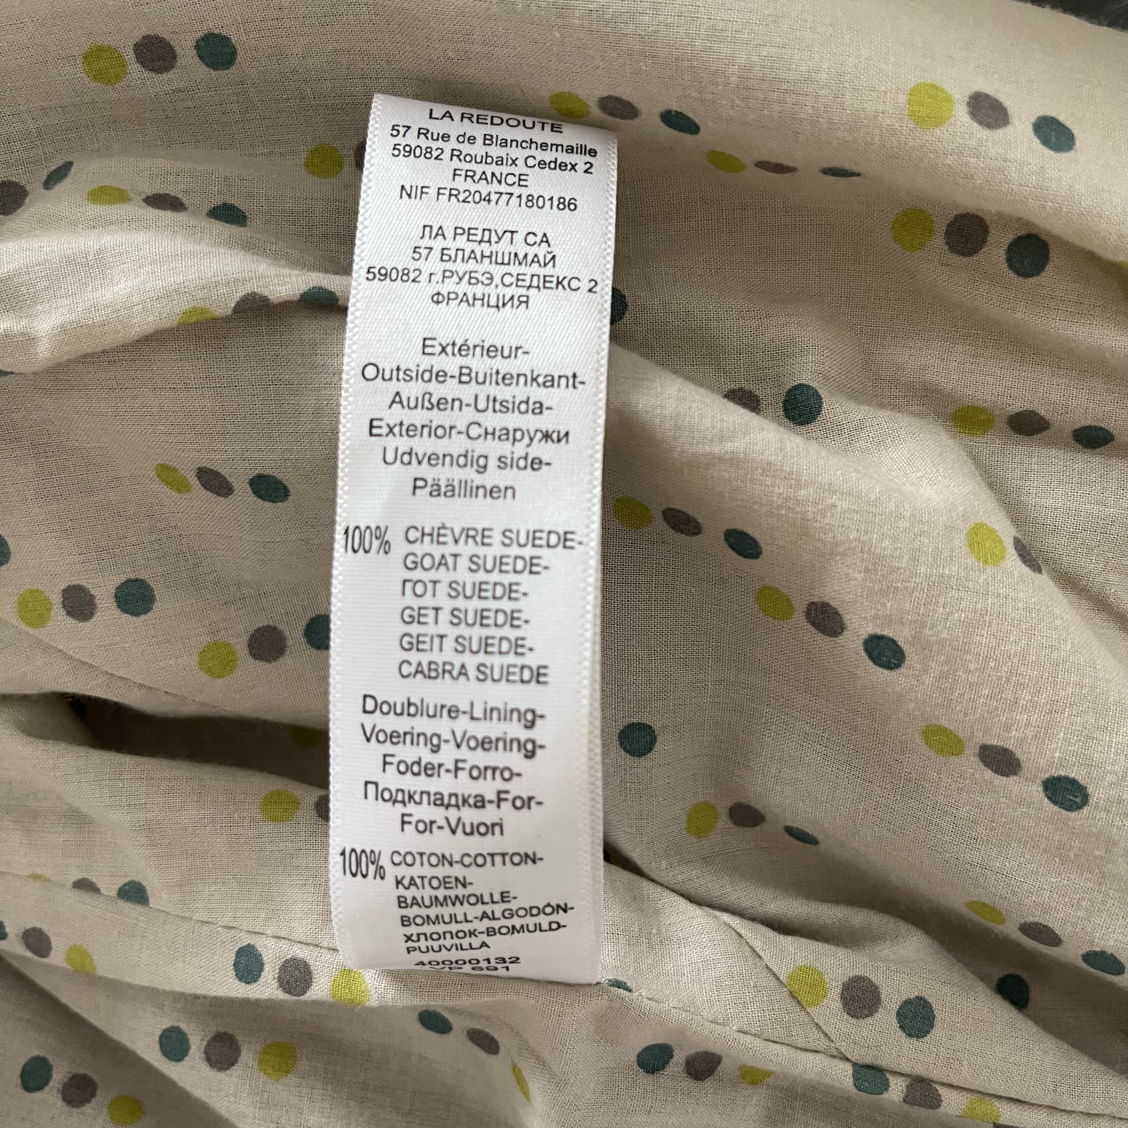 LA REDOUTE
57 Rue de Blanchemaille
59082 Roubaix Cedex 2
FRANCE
NIF FR20477180186
ЛА РЕДУТ СА
57 БЛАНШМАЙ
59082 г.РУБЭ,СЕДЕКС 2
ФРАНЦИЯ
Extérieur-
Outside-Buitenkant-
Außen-Utsida-
Exterior-Снаружи
Udvendig side-
Päällinen
100% CHÈVRE SUEDE-
GOAT SUEDE-
ГОТ SUEDE-
GET SUEDE-
GEIT SUEDE-
CABRA SUEDE
Doublure-Lining-
Voering-Voering-
Foder-Forro-
Подкладка-For-
For-Vuori
100% COTON-COTTON-
KATOEN-
BAUMWOLLE-
BOMULL-ALGODÓN-
ХЛОПОК-BOMULD-
PUUVILLA
40000132
691